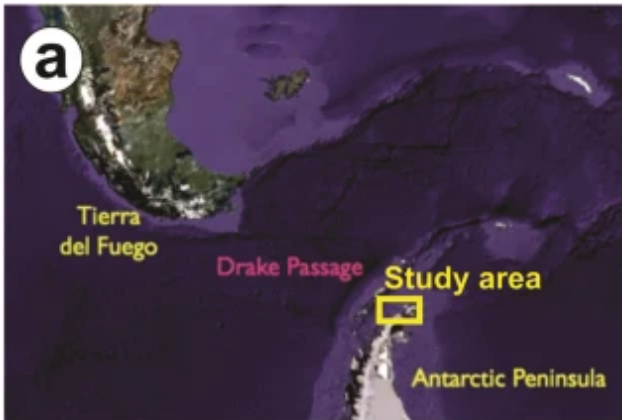 a
Tierra
del Fuego
Drake Passage
Study area
Antarctic Peninsula